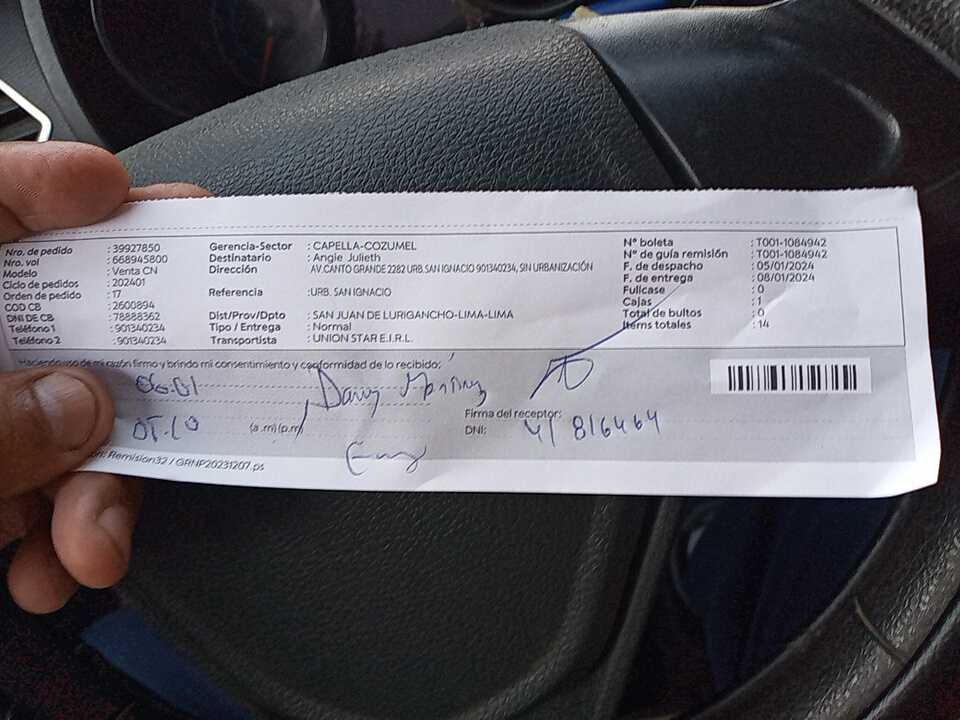 Nro. de pedido : 39927850
Nro. vol : 668945800
Modelo : Venta CN
Ciclo de pedidos : 202401
Orden de pedido : 17
COD CB : 2600894
DNI DE CB : 78888362
Teléfono 1 : 901340234
Teléfono 2 : 901340234
Gerencia-Sector : CAPELLA-COZUMEL
Destinatario : Angie Julieth
Dirección : AV.CANTO GRANDE 2282 URB. SAN IGNACIO 901340234, SIN URBANIZACIÓN
Referencia : URB. SAN IGNACIO
Dist/Prov/Dpto : SAN JUAN DE LURIGANCHO-LIMA-LIMA
Tipo / Entrega : Normal
Transportista : UNION STAR E.I.R.L.
N° boleta : T001-1084942
N° de guía remisión : T001-1084942
F. de despacho : 05/01/2024
F. de entrega : 08/01/2024
Fullcase : 0
Cajas : 1
Total de bultos : 0
Items totales : 14
Haciendo uso de mi razón firmo y brindo mi consentimiento y conformidad de lo recibido:
(a.m)(p.m)
Firma del receptor:
DNI:
Remision32 / GRNP20231207.ps